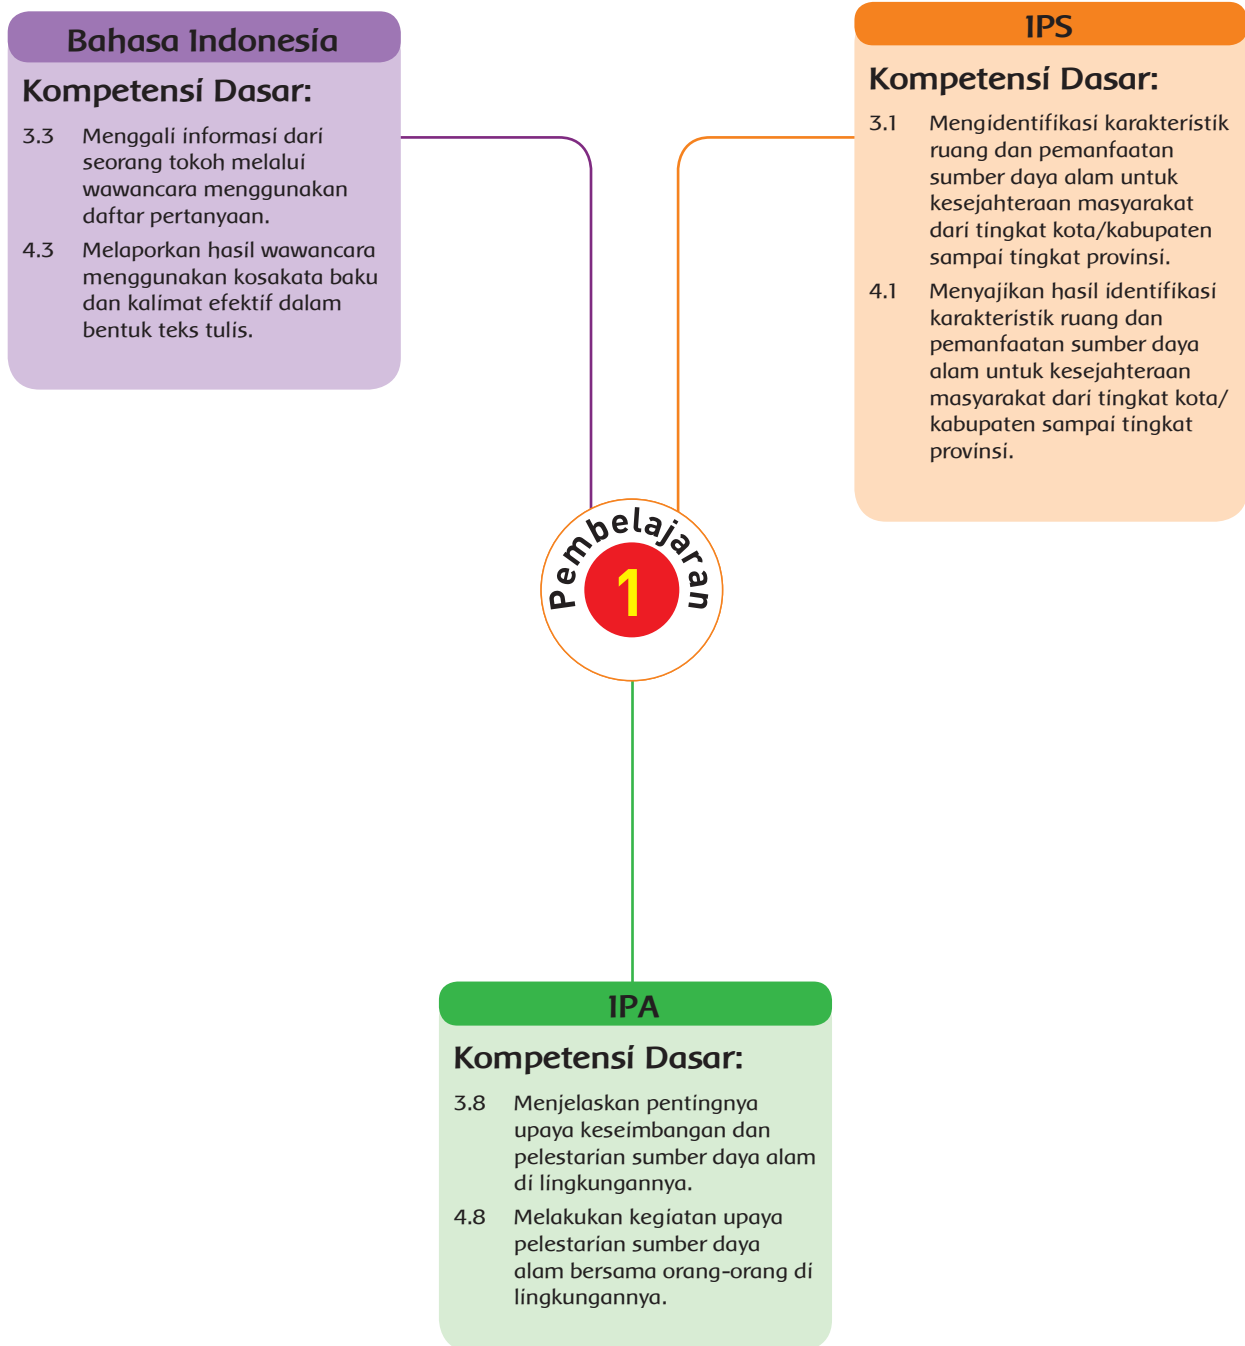 Bahasa Indonesia
Kompetensi Dasar:
3.3 Menggali informasi dari
seorang tokoh melalui
wawancara menggunakan
daftar pertanyaan.
4.3 Melaporkan hasil wawancara
menggunakan kosakata baku
dan kalimat efektif dalam
bentuk teks tulis.
IPS
Kompetensi Dasar:
3.1 Mengidentifikasi karakteristik
ruang dan pemanfaatan
sumber daya alam untuk
kesejahteraan masyarakat
dari tingkat kota/kabupaten
sampai tingkat provinsi.
4.1 Menyajikan hasil identifikasi
karakteristik ruang dan
pemanfaatan sumber daya
alam untuk kesejahteraan
masyarakat dari tingkat kota/
kabupaten sampai tingkat
provinsi.
Pembelajaran
1
IPA
Kompetensi Dasar:
3.8 Menjelaskan pentingnya
upaya keseimbangan dan
pelestarian sumber daya alam
di lingkungannya.
4.8 Melakukan kegiatan upaya
pelestarian sumber daya
alam bersama orang-orang di
lingkungannya.